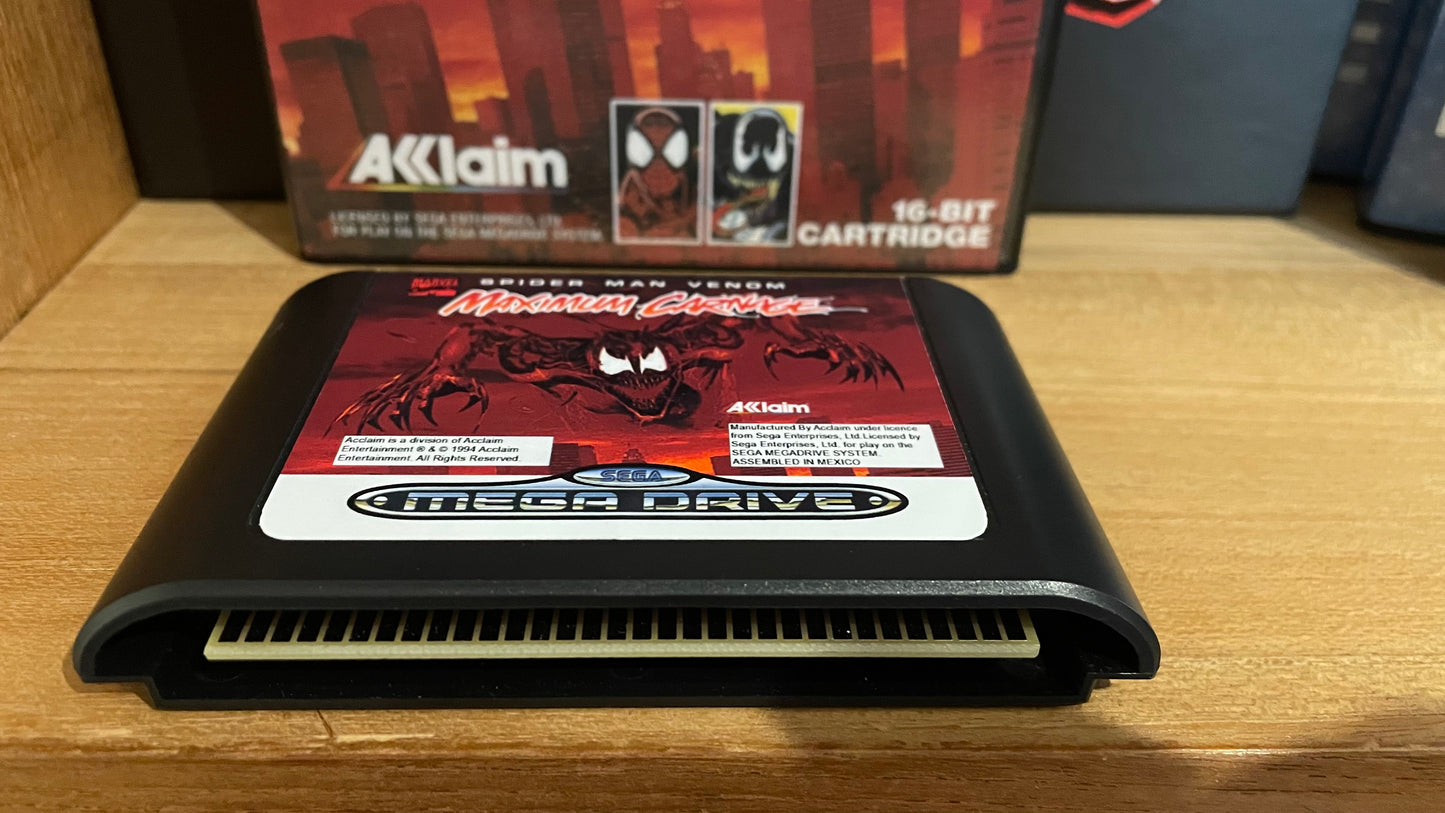 AKKlaim
LICENSED BY SEGA ENTERPRISES, LTD
FOR PLAY ON THE SEGA MEGADRIVE SYSTEM.
16-BIT
CARTRIDGE
SPIDER MAN VENOM
MARVEL
MAXIMUM CARNAGE
AKKlaim
Acclaim is a division of Acclaim
Entertainment ® & © 1994 Acclaim
Entertainment. All Rights Reserved.
Manufactured By Acclaim under licence
from Sega Enterprises, Ltd.Licensed by
Sega Enterprises, Ltd. for play on the
SEGA MEGADRIVE SYSTEM.
ASSEMBLED IN MEXICO
SEGA
MEGA DRIVE